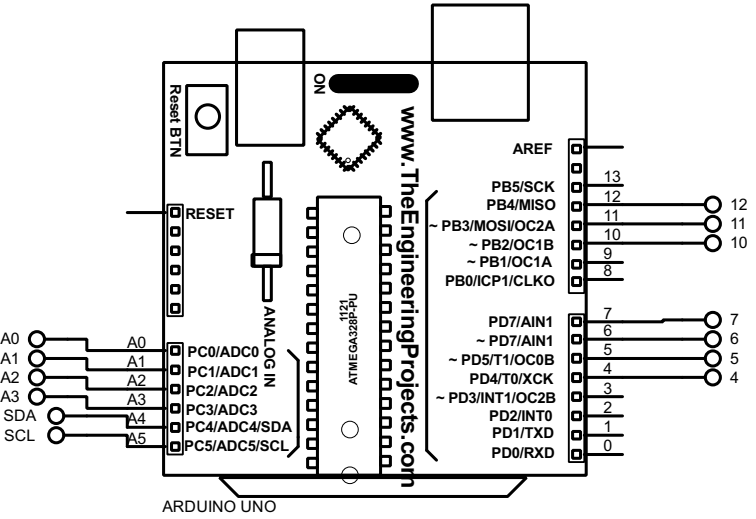 ON
Reset BTN
www.TheEngineeringProjects.com
AREF
PB5/SCK 13
PB4/MISO 12 12
~ PB3/MOSI/OC2A 11 11
~ PB2/OC1B 10 10
~ PB1/OC1A 9
PB0/ICP1/CLKO 8
RESET
1121
ATMEGA328P-PU
ANALOG IN
PD7/AIN1 7 7
~ PD7/AIN1 6 6
~ PD5/T1/OC0B 5 5
PD4/T0/XCK 4 4
~ PD3/INT1/OC2B 3
PD2/INT0 2
PD1/TXD 1
PD0/RXD 0
A0 A0 PC0/ADC0
A1 A1 PC1/ADC1
A2 A2 PC2/ADC2
A3 A3 PC3/ADC3
SDA A4 PC4/ADC4/SDA
SCL A5 PC5/ADC5/SCL
ARDUINO UNO